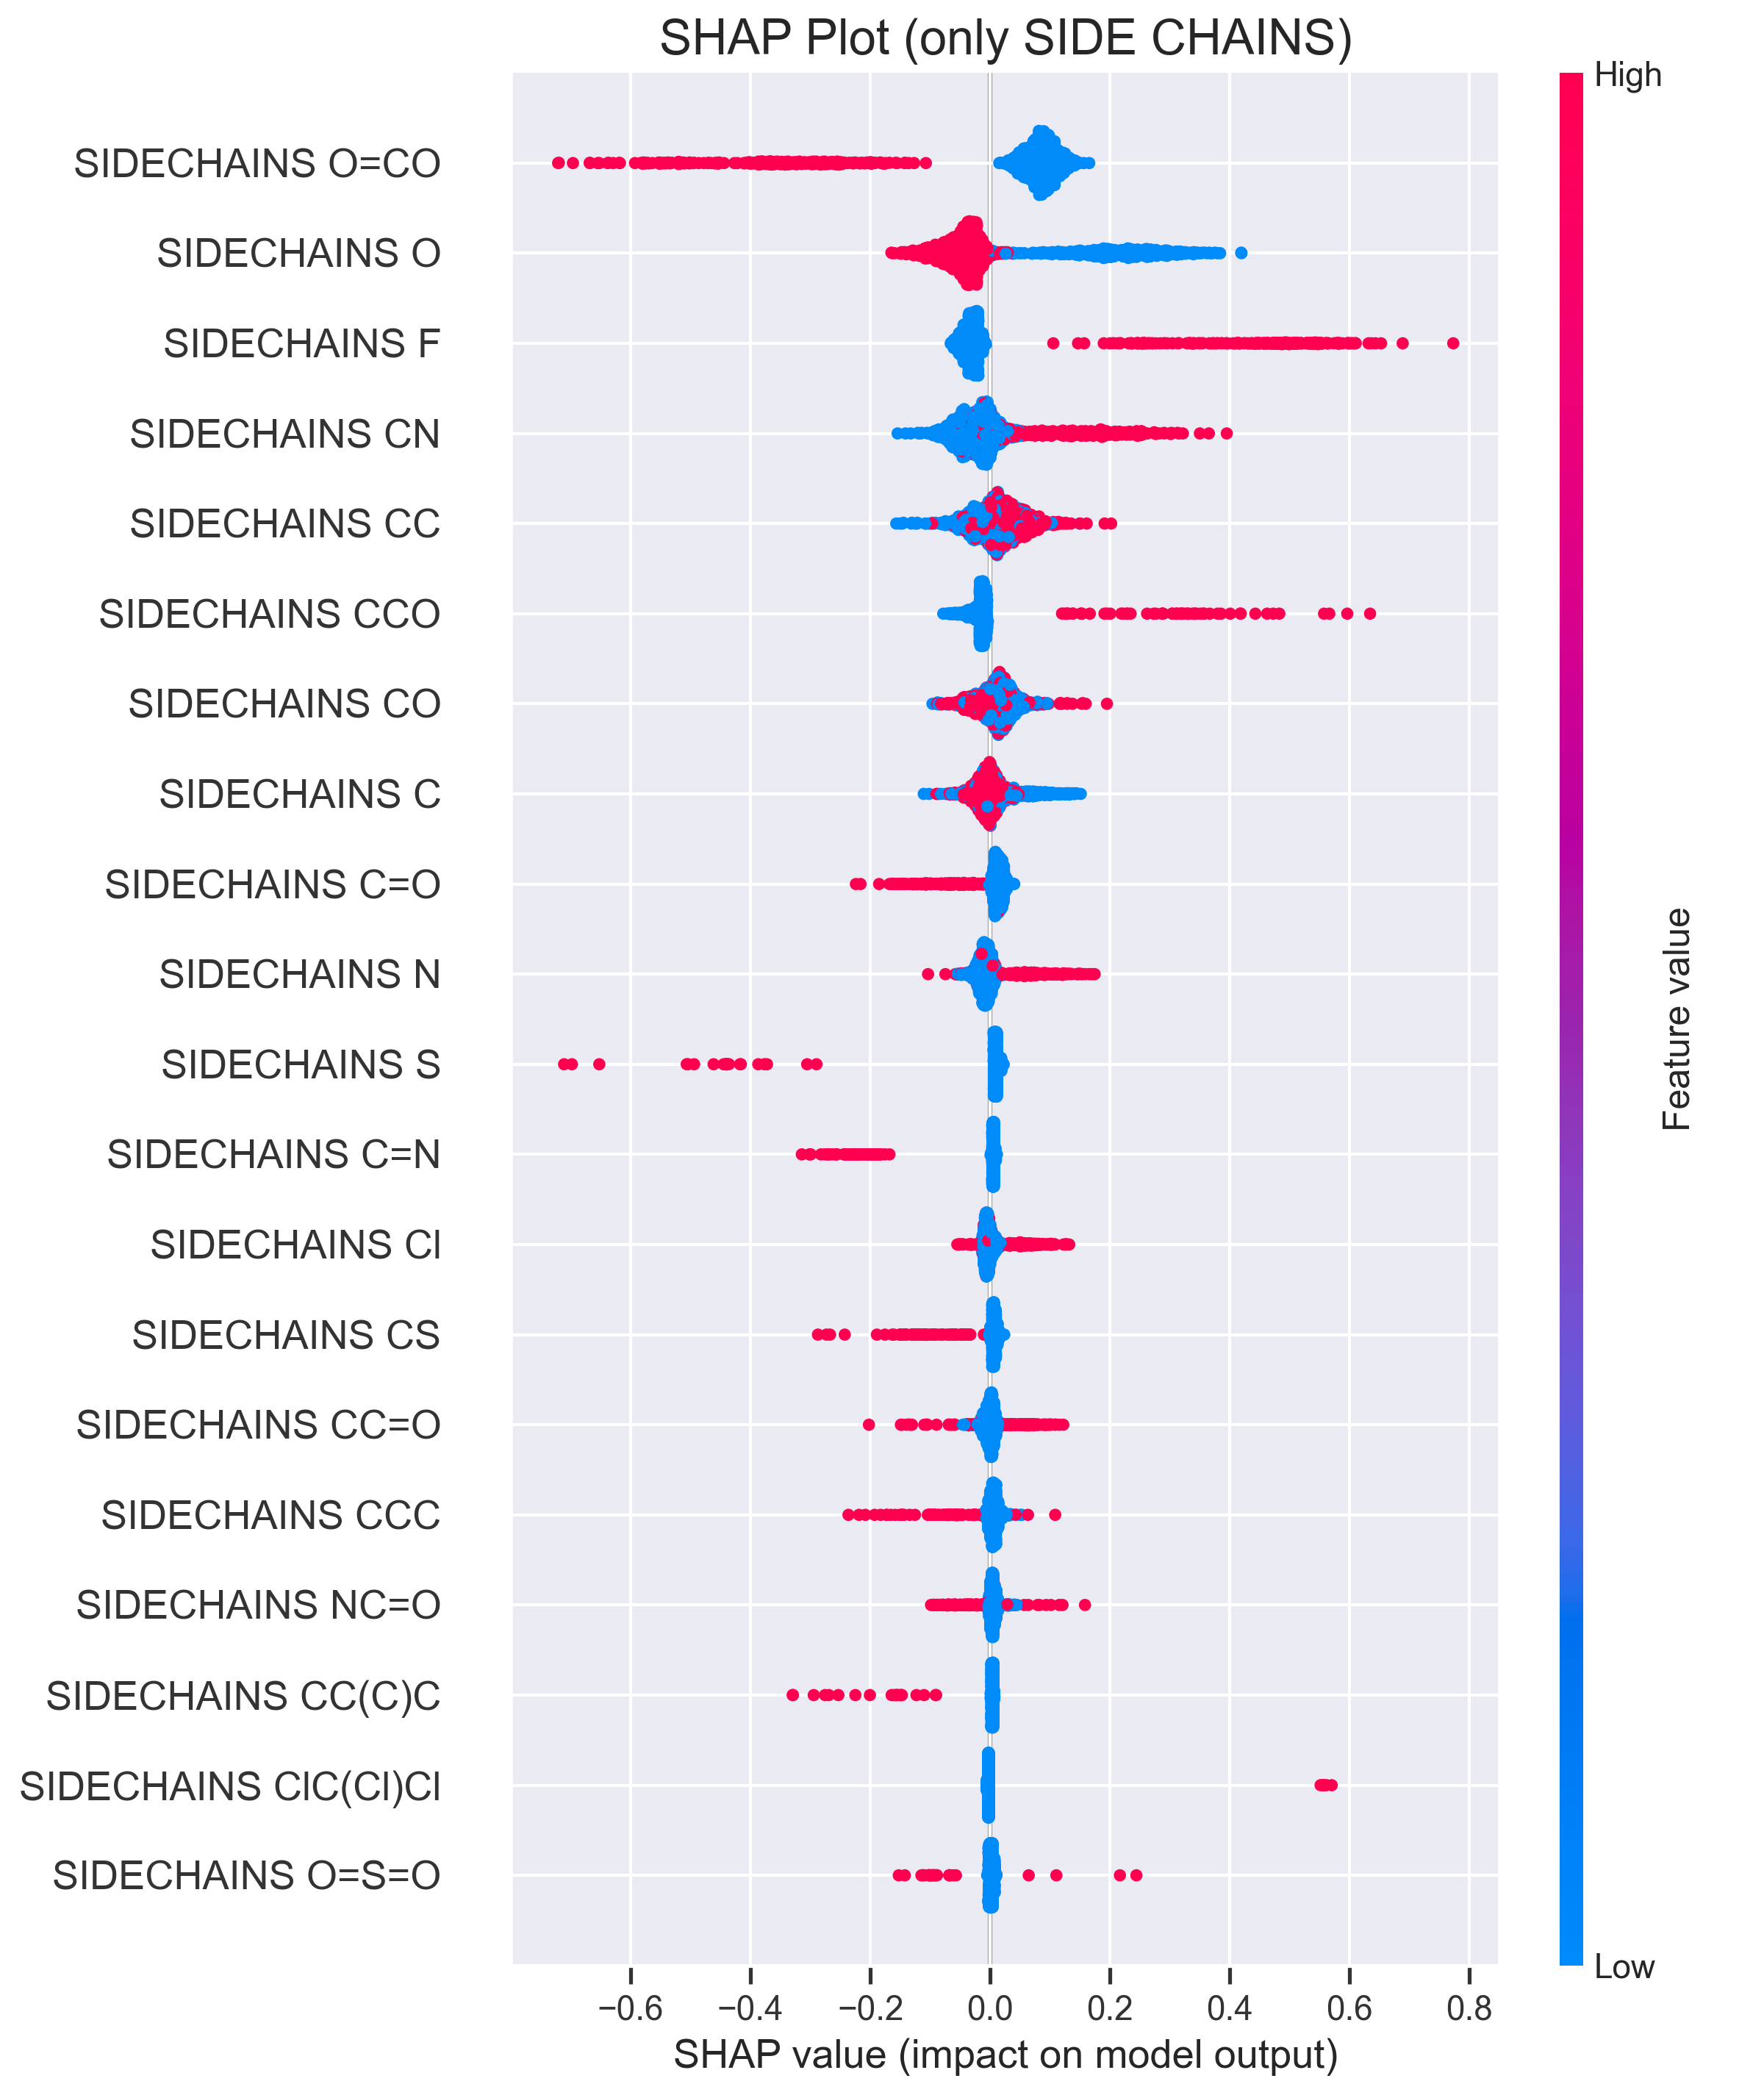 SHAP Plot (only SIDE CHAINS)
High
SIDECHAINS O=CO
SIDECHAINS O
SIDECHAINS F
SIDECHAINS CN
SIDECHAINS CC
SIDECHAINS CCO
SIDECHAINS CO
SIDECHAINS C
SIDECHAINS C=O
SIDECHAINS N
SIDECHAINS S
SIDECHAINS C=N
SIDECHAINS Cl
SIDECHAINS CS
SIDECHAINS CC=O
SIDECHAINS CCC
SIDECHAINS NC=O
SIDECHAINS CC(C)C
SIDECHAINS ClC(Cl)Cl
SIDECHAINS O=S=O
Feature value
Low
−0.6 −0.4 −0.2 0.0 0.2 0.4 0.6 0.8
SHAP value (impact on model output)